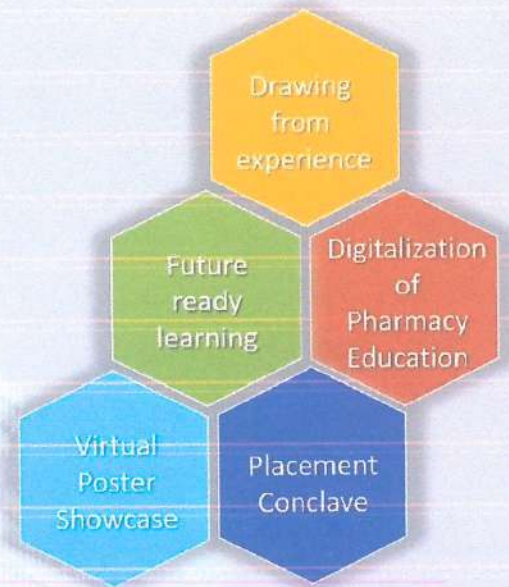 Drawing
from
experience
Future
ready
learning
Digitalization
of
Pharmacy
Education
Virtual
Poster
Showcase
Placement
Conclave